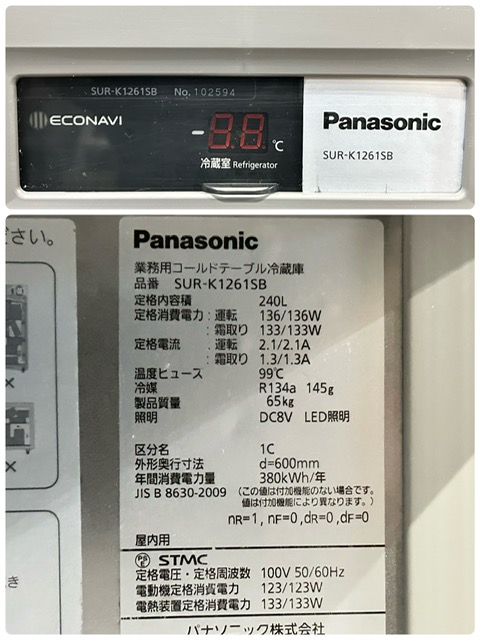 SUR-K1261SB No.102594
ECONAVI
-88℃
冷蔵室 Refrigerator
Panasonic
SUR-K1261SB
ださい。
Panasonic
業務用コールドテーブル冷蔵庫
品番 SUR-K1261SB
定格内容積 240L
定格消費電力:運転 136/136W
:霜取り 133/133W
定格電流 :運転 2.1/2.1A
:霜取り 1.3/1.3A
温度ヒューズ 99℃
冷媒 R134a 145g
製品質量 65kg
照明 DC8V LED照明
区分名 1C
外形奥行寸法 d=600mm
年間消費電力量 380kWh/年
JIS B 8630-2009 (この値は付加機能のない場合です。
値は付加機能により異なります。)
nR=1, nF=0, dR=0, dF=0
屋内用
PSE STMC
定格電圧・定格周波数 100V 50/60Hz
電動機定格消費電力 123/123W
電熱装置定格消費電力 133/133W
パナソニック株式会社
×
×
き